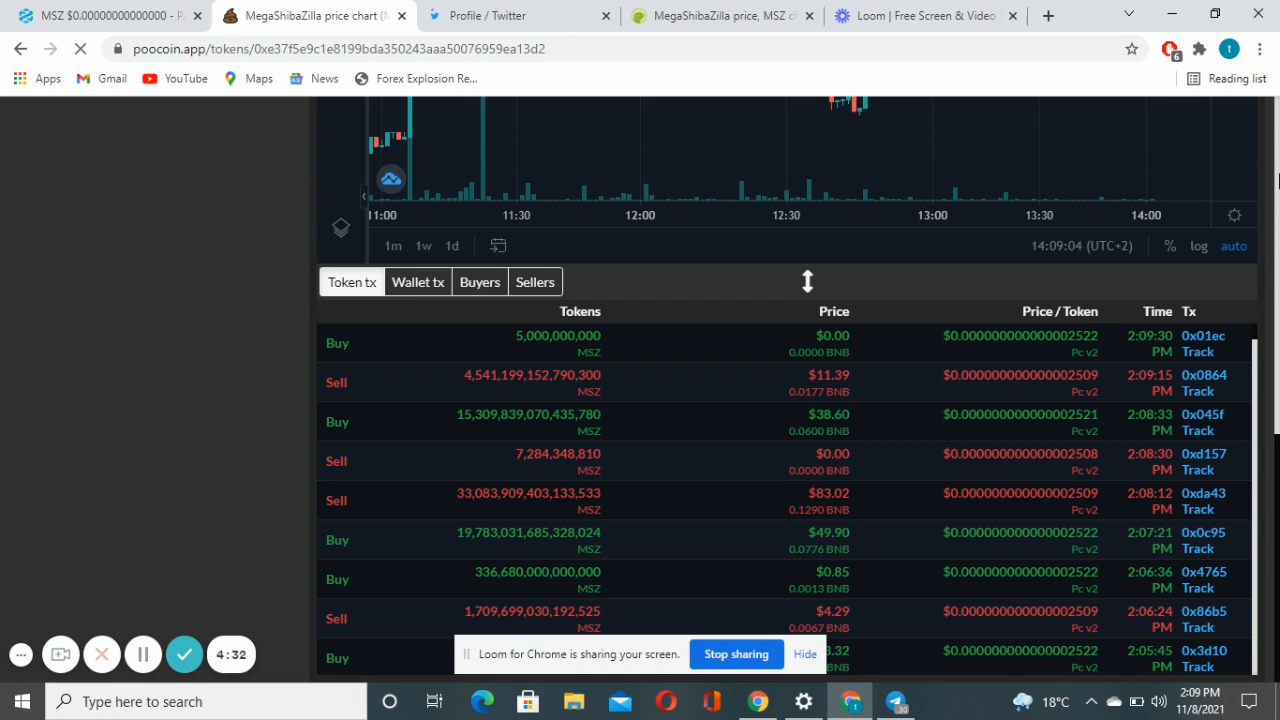 MSZ $0.00000000000000 - P
MegaShibaZilla price chart (M
Profile / Twitter
MegaShibaZilla price, MSZ c
Loom | Free Screen & Video
poocoin.app/tokens/0xe37f5e9c1e8199bda350243aaa50076959ea13d2
6
t
Apps
Gmail
YouTube
Maps
News
Forex Explosion Re...
Reading list
11:00
11:30
12:00
12:30
13:00
13:30
14:00
1m
1w
1d
14:09:04 (UTC+2)
%
log
auto
Token tx
Wallet tx
Buyers
Sellers
Tokens
Price
Price / Token
Time
Tx
Buy
5,000,000,000
MSZ
$0.00
0.0000 BNB
$0.000000000000002522
Pc v2
2:09:30
PM
0x01ec
Track
Sell
4,541,199,152,790,300
MSZ
$11.39
0.0177 BNB
$0.000000000000002509
Pc v2
2:09:15
PM
0x0864
Track
Buy
15,309,839,070,435,780
MSZ
$38.60
0.0600 BNB
$0.000000000000002521
Pc v2
2:08:33
PM
0x045f
Track
Sell
7,284,348,810
MSZ
$0.00
0.0000 BNB
$0.000000000000002508
Pc v2
2:08:30
PM
0xd157
Track
Sell
33,083,909,403,133,533
MSZ
$83.02
0.1290 BNB
$0.000000000000002509
Pc v2
2:08:12
PM
0xda43
Track
Buy
19,783,031,685,328,024
MSZ
$49.90
0.0776 BNB
$0.000000000000002522
Pc v2
2:07:21
PM
0x0c95
Track
Buy
336,680,000,000,000
MSZ
$0.85
0.0013 BNB
$0.000000000000002522
Pc v2
2:06:36
PM
0x4765
Track
Sell
1,709,699,030,192,525
MSZ
$4.29
0.0067 BNB
$0.000000000000002509
Pc v2
2:06:24
PM
0x86b5
Track
Buy
3.32
BNB
$0.000000000000002522
Pc v2
2:05:45
PM
0x3d10
Track
4:32
Loom for Chrome is sharing your screen.
Stop sharing
Hide
Type here to search
t
30
18°C
2:09 PM
11/8/2021